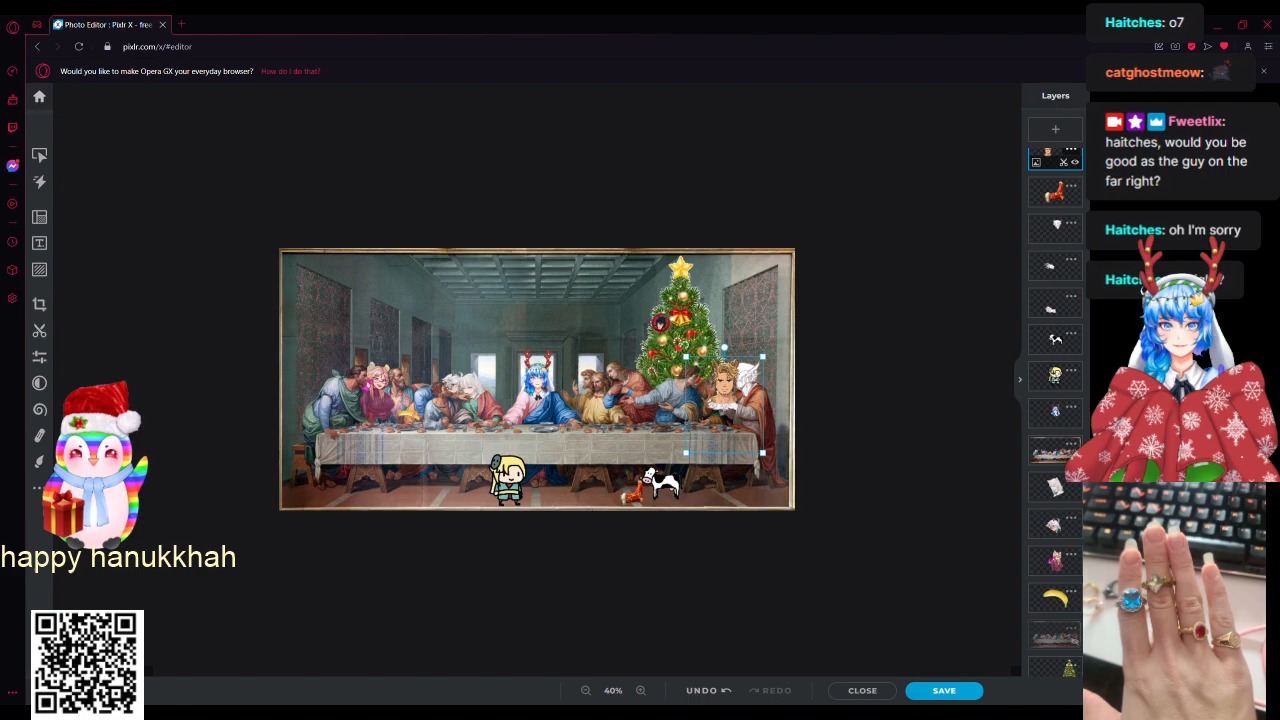 Photo Editor : Pixlr X - free
pixlr.com/x/#editor
Would you like to make Opera GX your everyday browser? How do I do that?
Layers
happy hanukkhah
40%
UNDO
REDO
CLOSE
SAVE
Haitches: o7
catghostmeow:
Fweetlix:
haitches, would you be
good as the guy on the
far right?
Haitches: oh I'm sorry